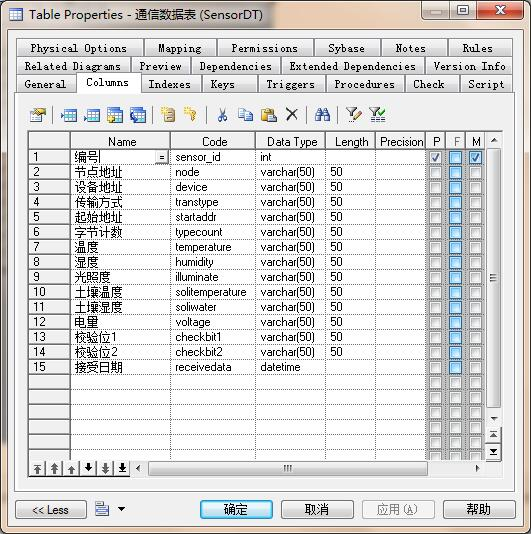 Table Properties - 通信数据表 (SensorDT)
Physical Options Mapping Permissions Sybase Notes Rules
Related Diagrams Preview Dependencies Extended Dependencies Version Info
General Columns Indexes Keys Triggers Procedures Check Script
Name Code Data Type Length Precision P F M
1 编号 = sensor_id int
2 节点地址 node varchar(50) 50
3 设备地址 device varchar(50) 50
4 传输方式 transtype varchar(50) 50
5 起始地址 startaddr varchar(50) 50
6 字节计数 typecount varchar(50) 50
7 温度 temperature varchar(50) 50
8 湿度 humidity varchar(50) 50
9 光照度 illuminate varchar(50) 50
10 土壤温度 solitemperature varchar(50) 50
11 土壤湿度 soliwater varchar(50) 50
12 电量 voltage varchar(50) 50
13 校验位1 checkbit1 varchar(50) 50
14 校验位2 checkbit2 varchar(50) 50
15 接受日期 receivedata datetime
<< Less 确定 取消 应用(A) 帮助